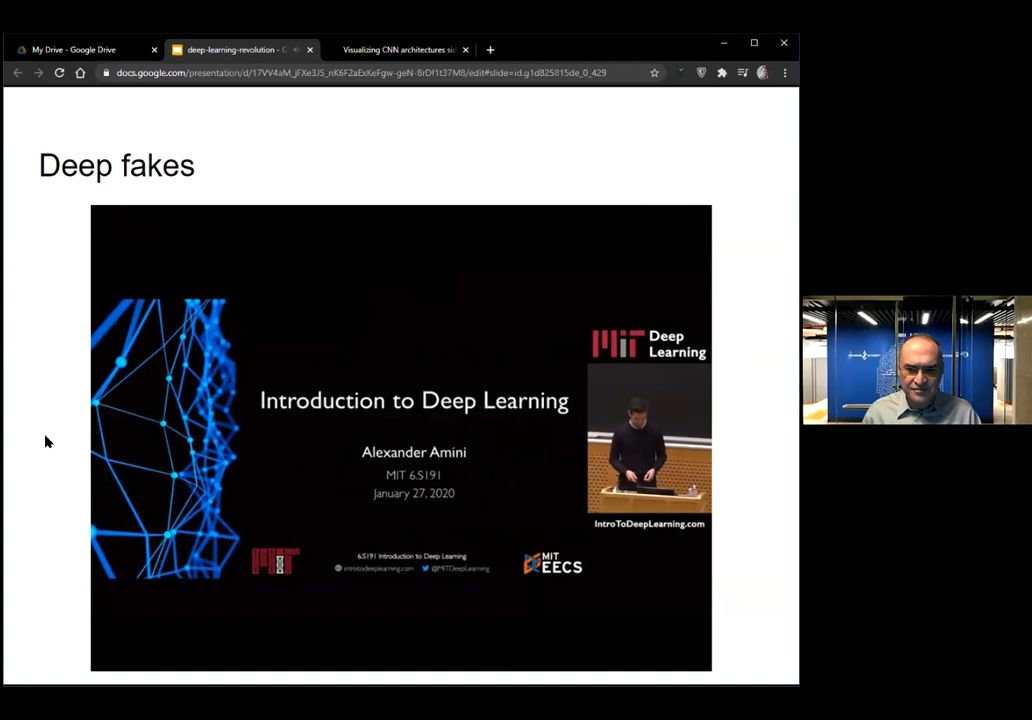 My Drive - Google Drive
deep-learning-revolution - G
Visualizing CNN architectures si
docs.google.com/presentation/d/17VV4aM_jFXe3J5_nK6F2aExKeFgw-geN-8rDf1t37M8/edit#slide=id.g1d825815de_0_429
Deep fakes
MIT Deep
Learning
Introduction to Deep Learning
Alexander Amini
MIT 6.S191
January 27, 2020
IntroToDeepLearning.com
6.S191 Introduction to Deep Learning
introtodeeplearning.com @MITDeepLearning
MIT
MIT
EECS